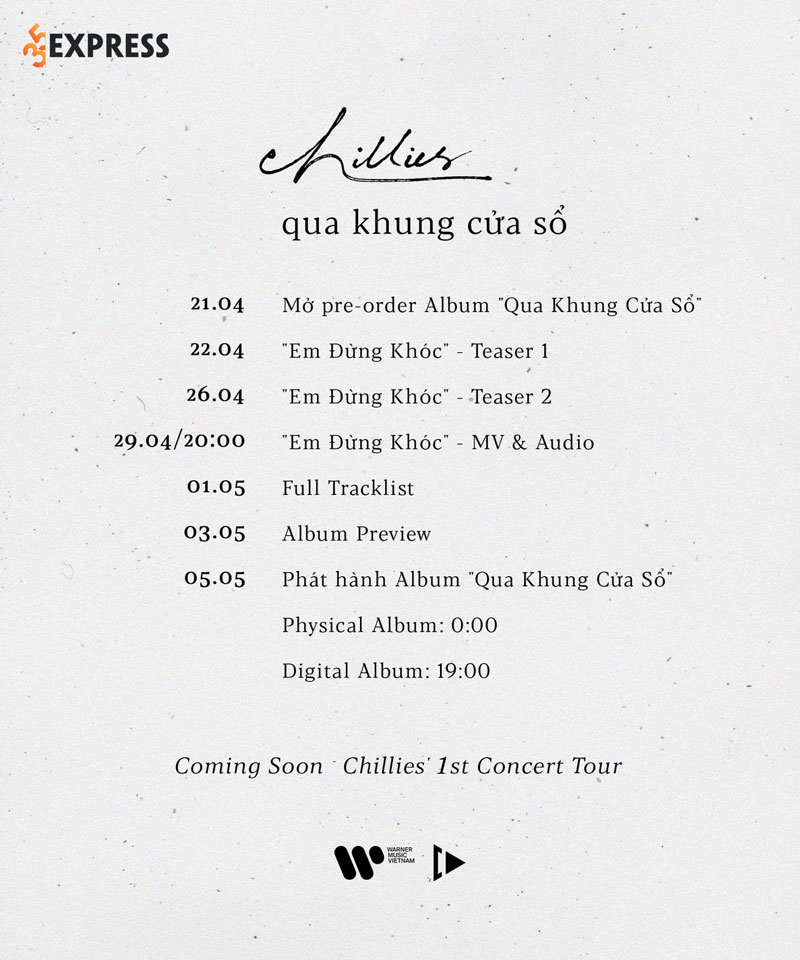 35EXPRESS
chillies
qua khung cửa sổ
21.04 Mở pre-order Album "Qua Khung Cửa Sổ"
22.04 "Em Đừng Khóc" - Teaser 1
26.04 "Em Đừng Khóc" - Teaser 2
29.04/20:00 "Em Đừng Khóc" - MV & Audio
01.05 Full Tracklist
03.05 Album Preview
05.05 Phát hành Album "Qua Khung Cửa Sổ"
Physical Album: 0:00
Digital Album: 19:00
Coming Soon - Chillies' 1st Concert Tour
WARNER
MUSIC
VIETNAM